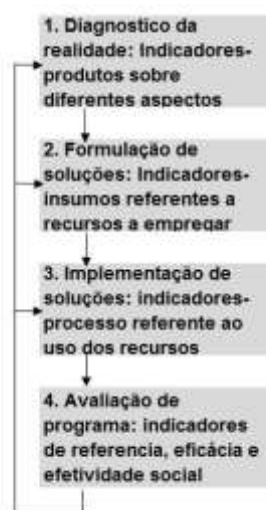 1. Diagnostico da
realidade: Indicadores-
produtos sobre
diferentes aspectos
2. Formulação de
soluções: Indicadores-
insumos referentes a
recursos a empregar
3. Implementação de
soluções: indicadores-
processo referente ao
uso dos recursos
4. Avaliação de
programa: indicadores
de referencia, eficácia e
efetividade social